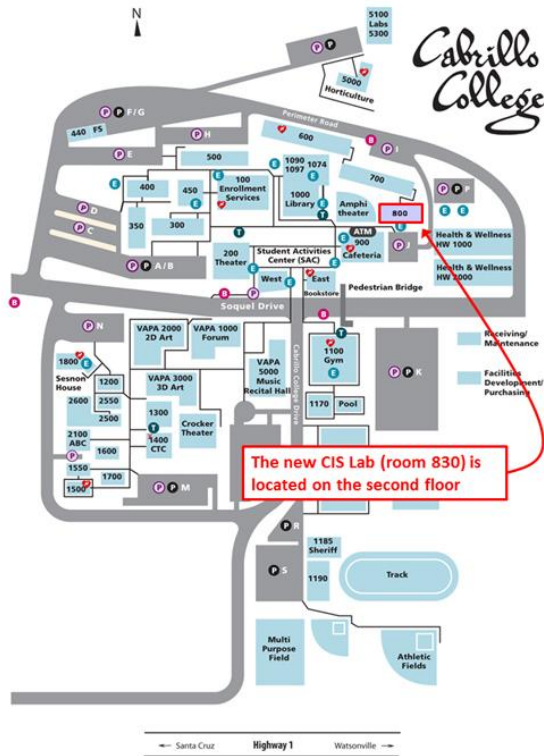 N
Cabrillo
College
5100
Labs
5300
P P
5000
Horticulture
Perimeter Road
P P F/G
440 FS
P H
P E
500
600
B
P I
1090
1097
1074
700
P P
E
400
450
100
Enrollment
Services
1000
Library
Amphi
theater
800
P D
P C
350
300
T
ATM
900
Cafeteria
P J
Health & Wellness
HW 1000
Health & Wellness
HW 2000
P P A/B
200
Theater
Student Activities
Center (SAC)
West
East
Bookstore
Pedestrian Bridge
B
Soquel Drive
B
P
B
P N
VAPA 2000
2D Art
VAPA 1000
Forum
T
1100
Gym
E
Receiving/
Maintenance
P P K
Facilities
Development/
Purchasing
1800
E
Sesnon
House
1200
VAPA 3000
3D Art
VAPA
5000
Music
Recital Hall
Cabrillo College Drive
2600
2550
2500
1300
T
1400
CTC
Crocker
Theater
1170
Pool
2100
ABC
1600
P
1550
1500
1700
P P M
The new CIS Lab (room 830) is
located on the second floor
P R
P S
1185
Sheriff
1190
Track
Multi
Purpose
Field
Athletic
Fields
← Santa Cruz Highway 1 Watsonville →